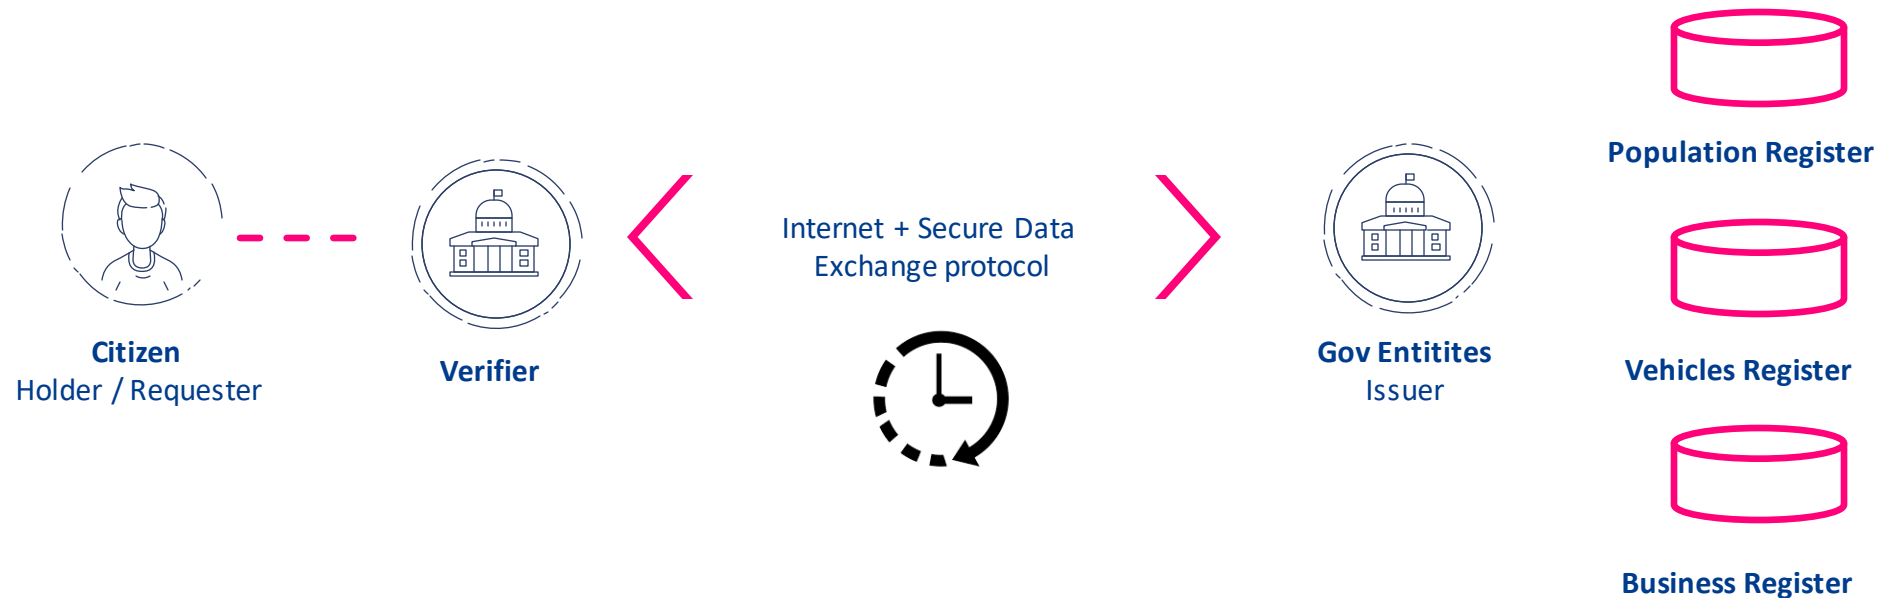 Citizen
Holder / Requester
Verifier
Internet + Secure Data
Exchange protocol
Gov Entitites
Issuer
Population Register
Vehicles Register
Business Register